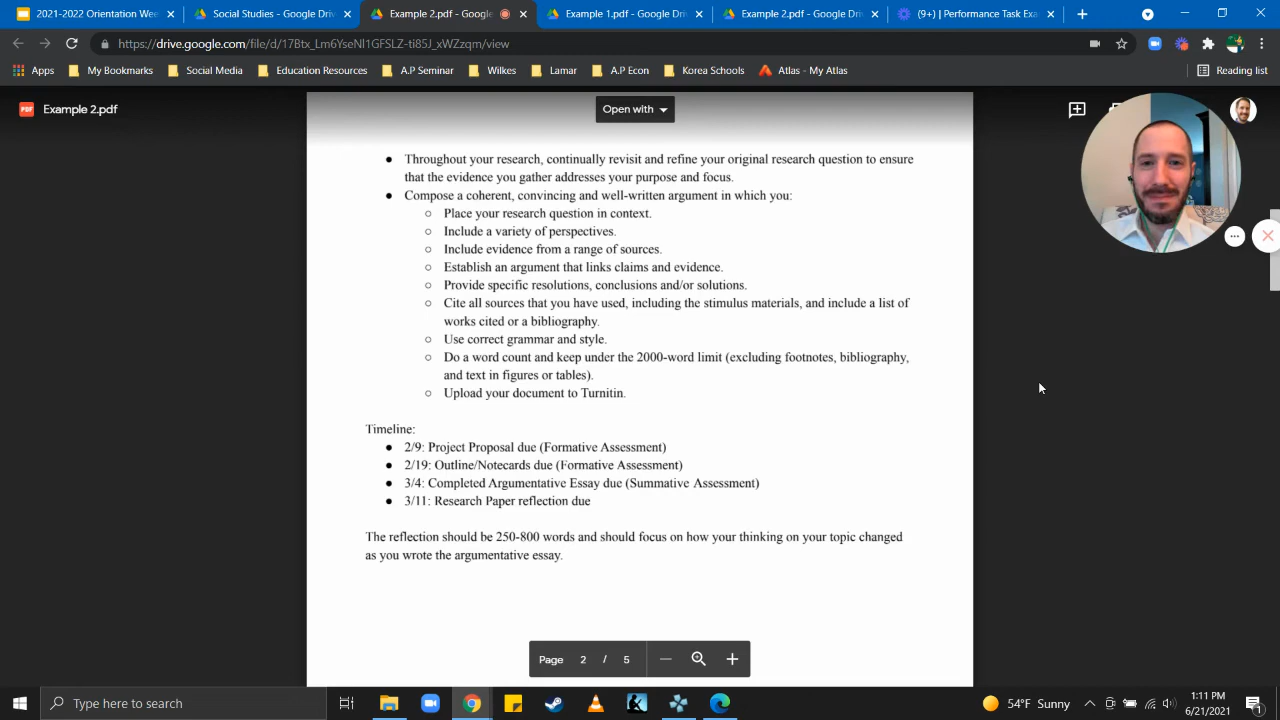 2021-2022 Orientation Wee
Social Studies - Google Driv
Example 2.pdf - Google
Example 1.pdf - Google Driv
Example 2.pdf - Google Driv
(9+) | Performance Task Exa
https://drive.google.com/file/d/17Btx_Lm6YseNl1GFSLZ-ti85J_xWZzqm/view
Apps
My Bookmarks
Social Media
Education Resources
A.P Seminar
Wilkes
Lamar
A.P Econ
Korea Schools
Atlas - My Atlas
Reading list
PDF
Example 2.pdf
Open with
● Throughout your research, continually revisit and refine your original research question to ensure
that the evidence you gather addresses your purpose and focus.
● Compose a coherent, convincing and well-written argument in which you:
○ Place your research question in context.
○ Include a variety of perspectives.
○ Include evidence from a range of sources.
○ Establish an argument that links claims and evidence.
○ Provide specific resolutions, conclusions and/or solutions.
○ Cite all sources that you have used, including the stimulus materials, and include a list of
works cited or a bibliography.
○ Use correct grammar and style.
○ Do a word count and keep under the 2000-word limit (excluding footnotes, bibliography,
and text in figures or tables).
○ Upload your document to Turnitin.
Timeline:
● 2/9: Project Proposal due (Formative Assessment)
● 2/19: Outline/Notecards due (Formative Assessment)
● 3/4: Completed Argumentative Essay due (Summative Assessment)
● 3/11: Research Paper reflection due
The reflection should be 250-800 words and should focus on how your thinking on your topic changed
as you wrote the argumentative essay.
Page 2 / 5
Type here to search
54°F Sunny
1:11 PM
6/21/2021
1